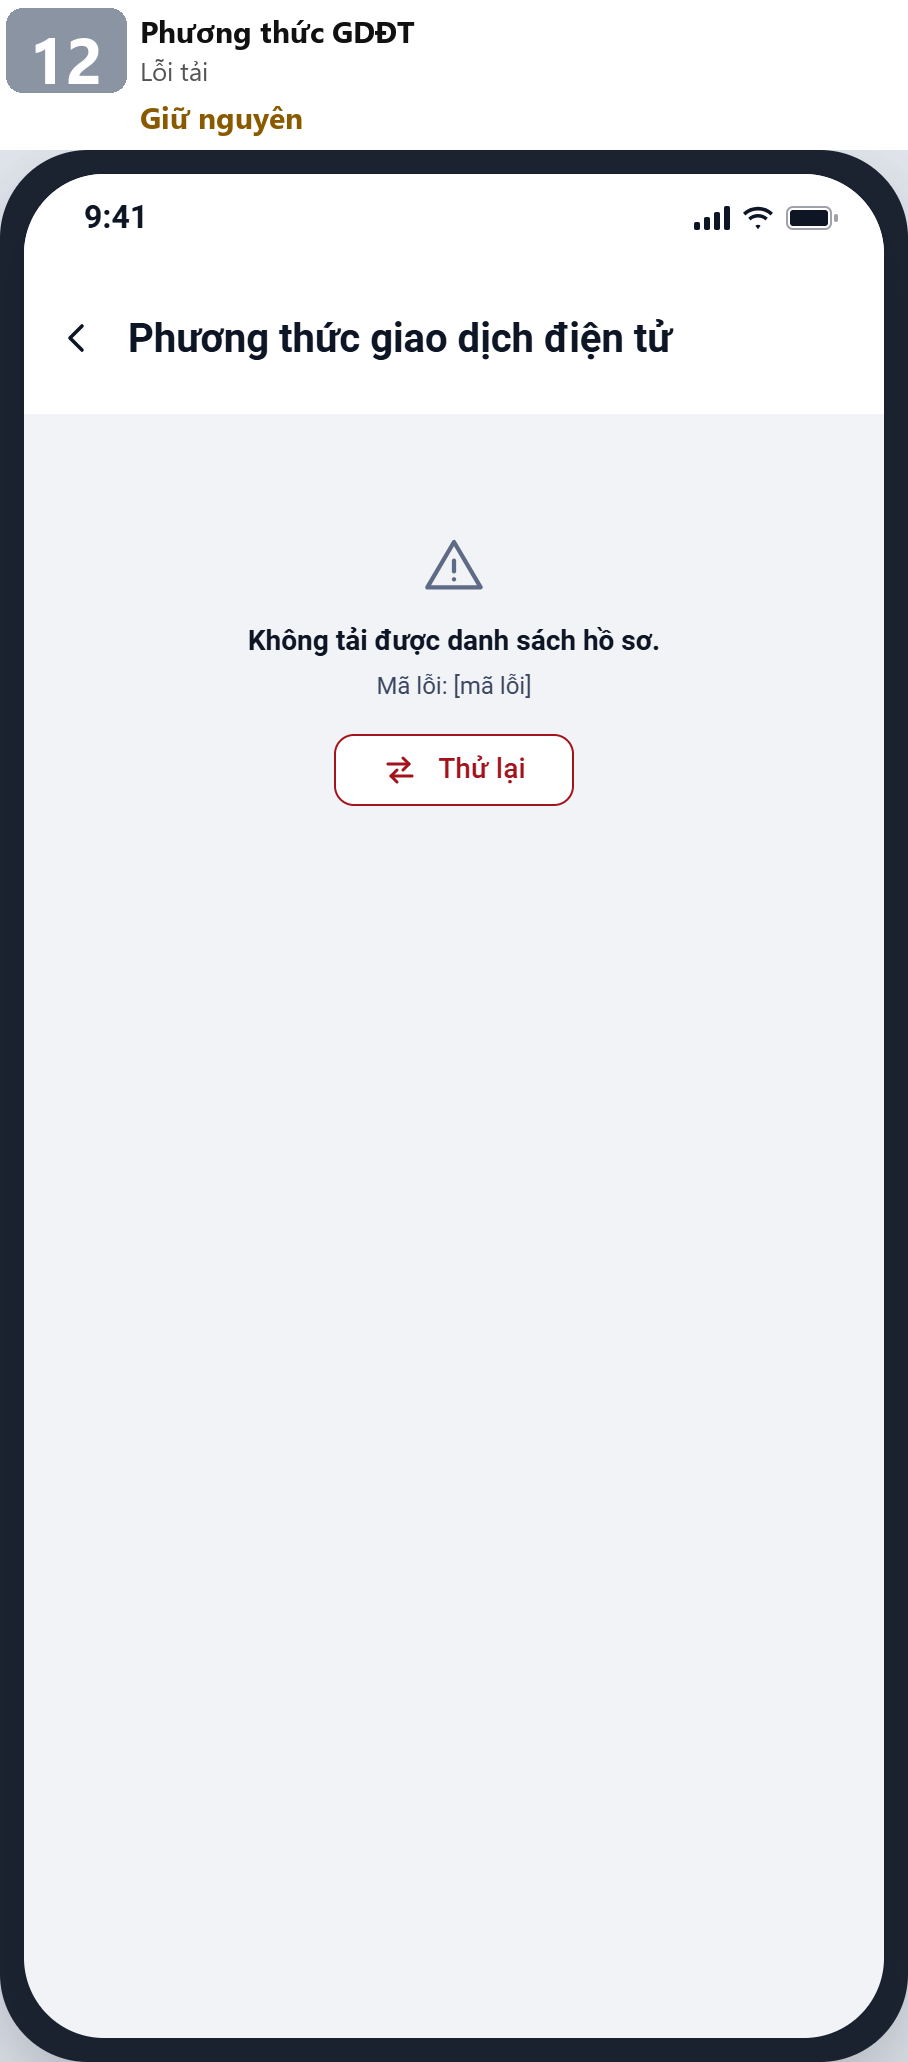 12
Phương thức GDĐT
Lỗi tải
Giữ nguyên
9:41
Phương thức giao dịch điện tử
Không tải được danh sách hồ sơ.
Mã lỗi: [mã lỗi]
Thử lại